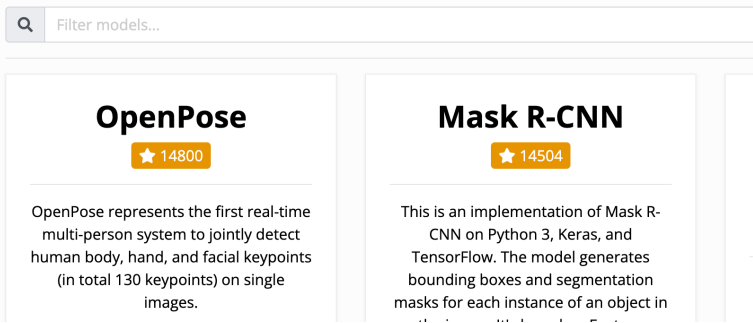 Filter models...
OpenPose
14800
OpenPose represents the first real-time
multi-person system to jointly detect
human body, hand, and facial keypoints
(in total 130 keypoints) on single
images.
Mask R-CNN
14504
This is an implementation of Mask R-
CNN on Python 3, Keras, and
TensorFlow. The model generates
bounding boxes and segmentation
masks for each instance of an object in